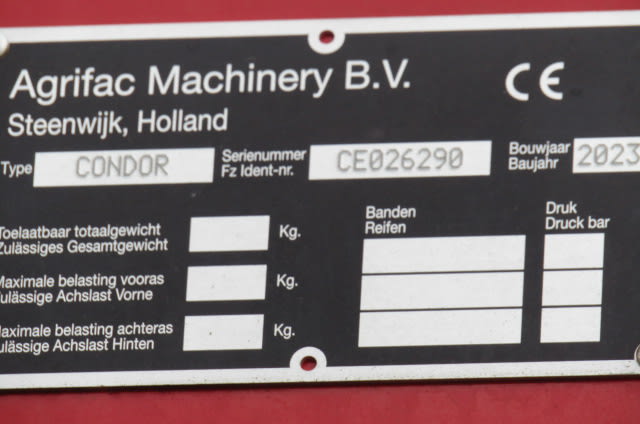 Agrifac Machinery B.V.
CE
Steenwijk, Holland
Type CONDOR
Serienummer
Fz Ident-nr.
CE026290
Bouwjaar
Baujahr
2023
Toelaatbaar totaalgewicht
Zulässiges Gesamtgewicht
Kg.
Banden
Reifen
Druk
Druck bar
Maximale belasting vooras
Zulässige Achslast Vorne
Kg.
Maximale belasting achteras
Zulässige Achslast Hinten
Kg.